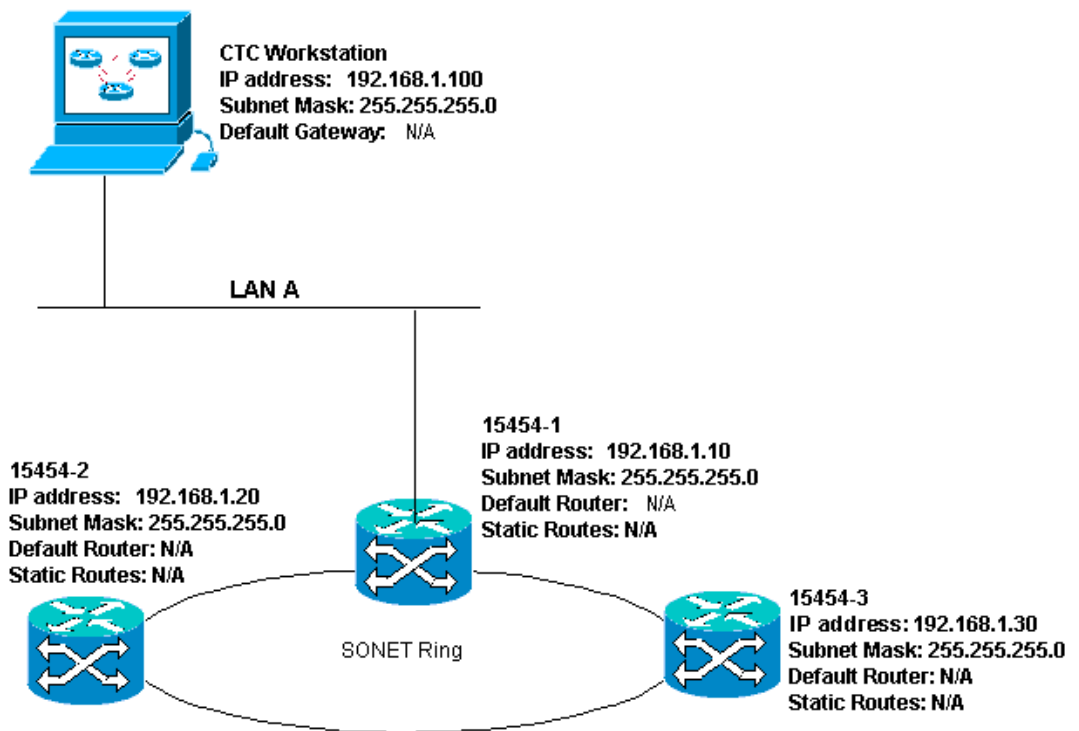 CTC Workstation
IP address: 192.168.1.100
Subnet Mask: 255.255.255.0
Default Gateway: N/A
LAN A
15454-1
IP address: 192.168.1.10
Subnet Mask: 255.255.255.0
Default Router: N/A
Static Routes: N/A
15454-2
IP address: 192.168.1.20
Subnet Mask: 255.255.255.0
Default Router: N/A
Static Routes: N/A
SONET Ring
15454-3
IP address: 192.168.1.30
Subnet Mask: 255.255.255.0
Default Router: N/A
Static Routes: N/A